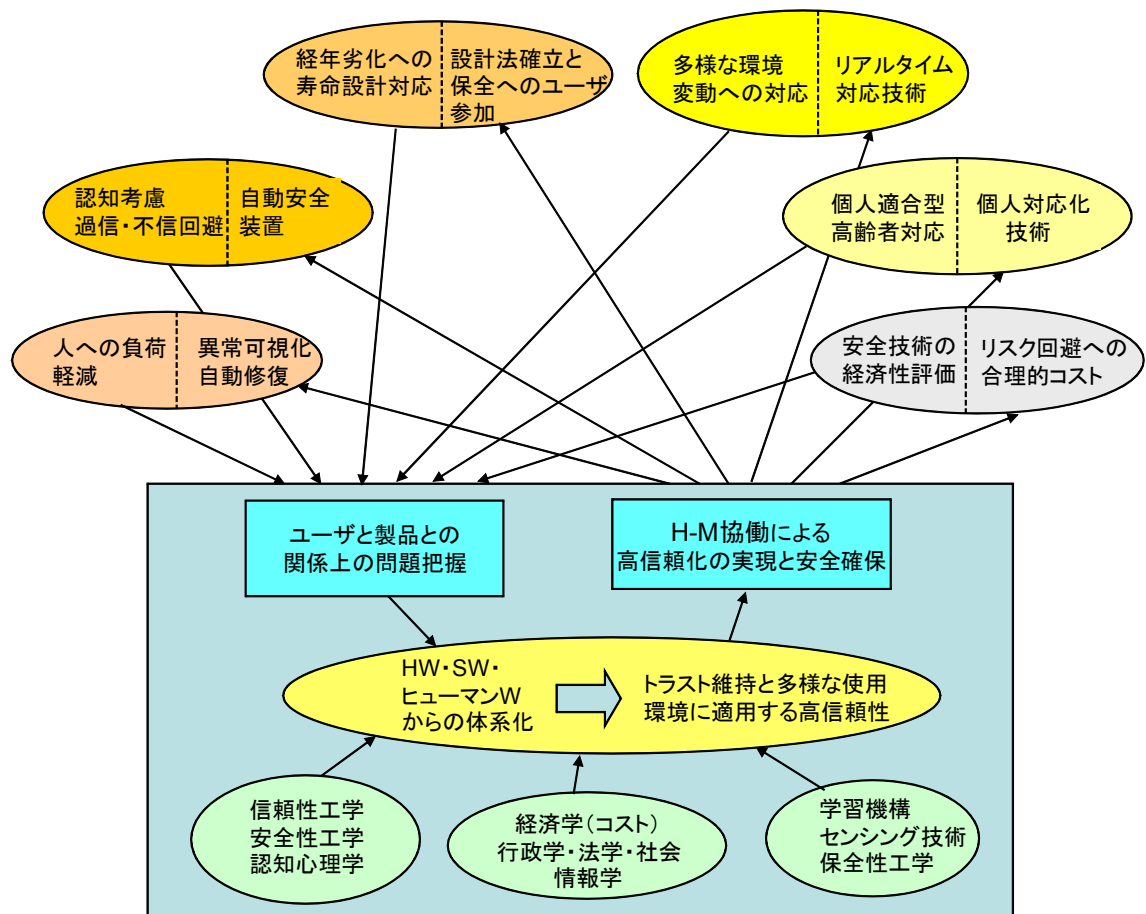 経年劣化への
寿命設計対応
設計法確立と
保全へのユーザ
参加
多様な環境
変動への対応
リアルタイム
対応技術
認知考慮
過信・不信回避
自動安全
装置
個人適合型
高齢者対応
個人対応化
技術
人への負荷
軽減
異常可視化
自動修復
安全技術の
経済性評価
リスク回避への
合理的コスト
ユーザと製品との
関係上の問題把握
H-M協働による
高信頼化の実現と安全確保
HW・SW・
ヒューマンW
からの体系化
トラスト維持と多様な使用
環境に適用する高信頼性
信頼性工学
安全性工学
認知心理学
経済学(コスト)
行政学・法学・社会
情報学
学習機構
センシング技術
保全性工学